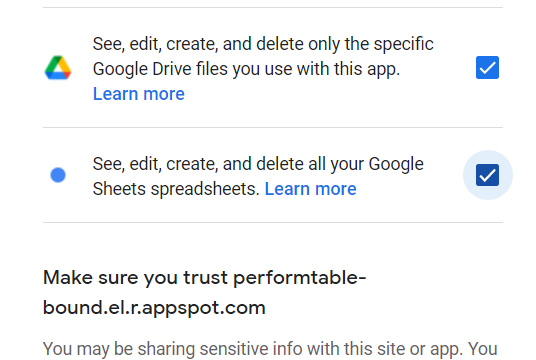 See, edit, create, and delete only the specific
Google Drive files you use with this app.
Learn more
See, edit, create, and delete all your Google
Sheets spreadsheets. Learn more
Make sure you trust performtable-
bound.el.r.appspot.com
You may be sharing sensitive info with this site or app. You